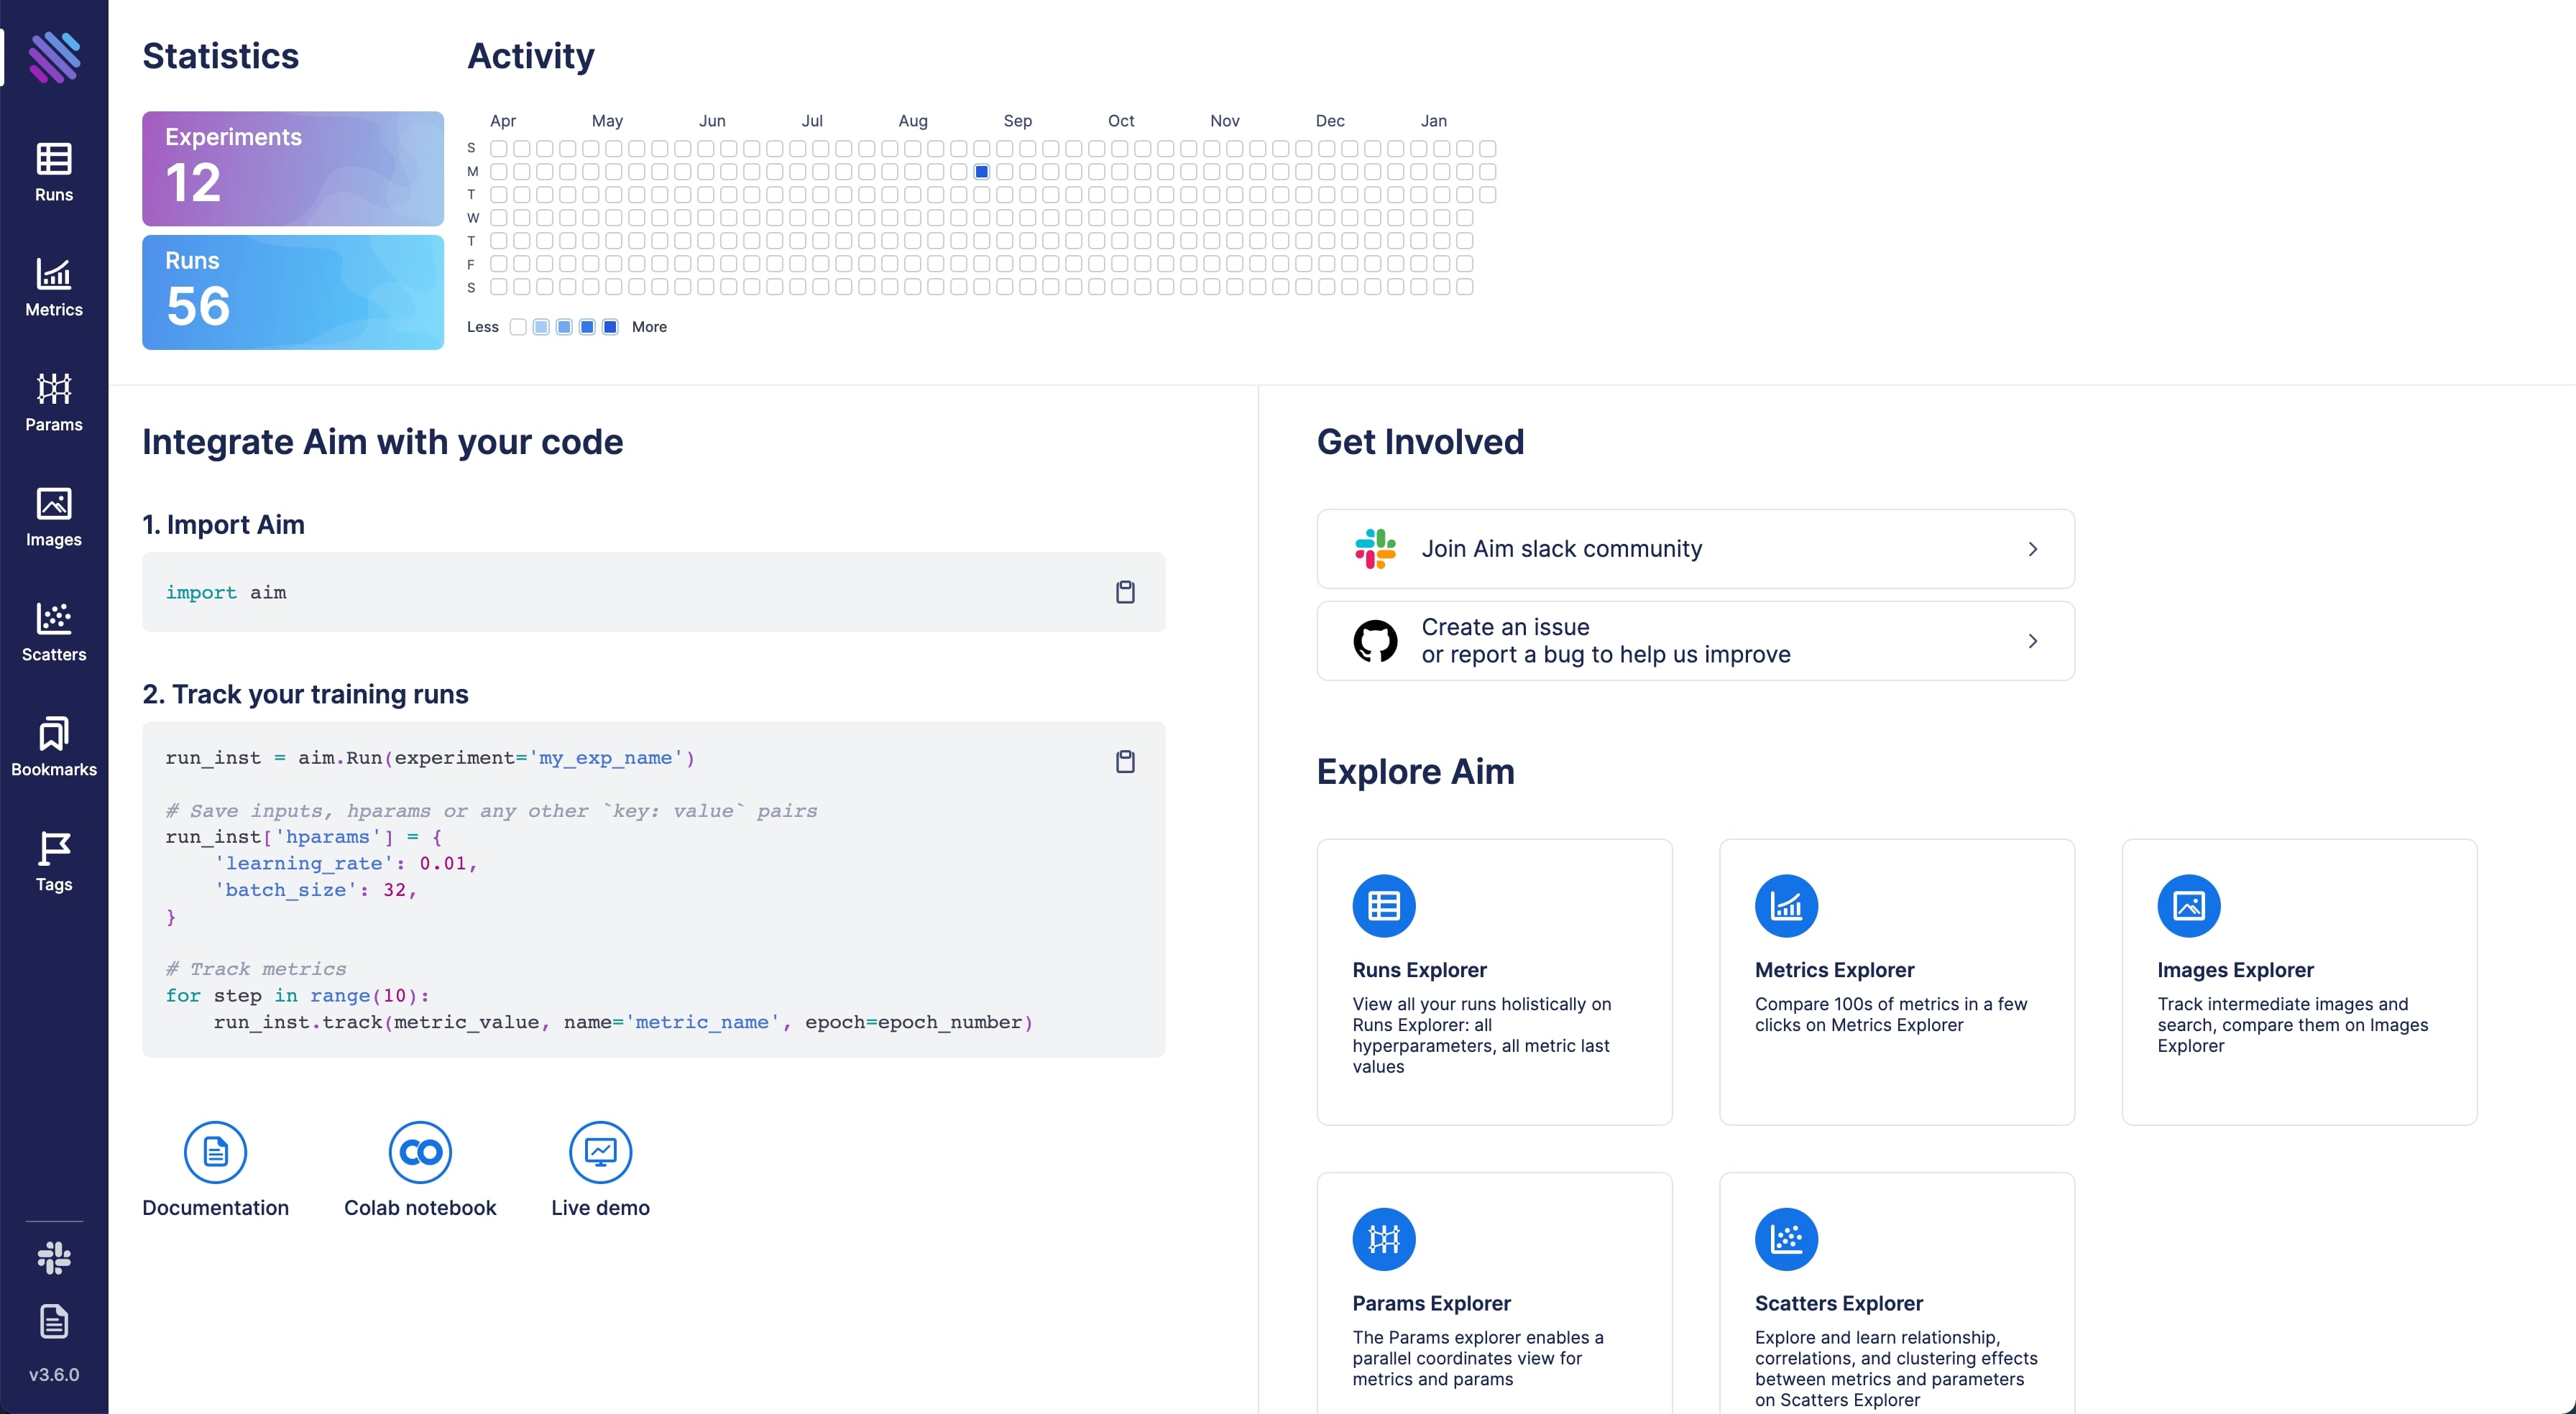 Statistics
Activity
Experiments
12
Runs
56
Apr May Jun Jul Aug Sep Oct Nov Dec Jan
S
M
T
W
T
F
S
Less More
Runs
Metrics
Params
Images
Scatters
Bookmarks
Tags
v3.6.0
Integrate Aim with your code
1. Import Aim
import aim
2. Track your training runs
run_inst = aim.Run(experiment='my_exp_name')
# Save inputs, hparams or any other `key: value` pairs
run_inst['hparams'] = {
    'learning_rate': 0.01,
    'batch_size': 32,
}
# Track metrics
for step in range(10):
    run_inst.track(metric_value, name='metric_name', epoch=epoch_number)
Documentation
Colab notebook
Live demo
Get Involved
Join Aim slack community
Create an issue
or report a bug to help us improve
Explore Aim
Runs Explorer
View all your runs holistically on
Runs Explorer: all
hyperparameters, all metric last
values
Metrics Explorer
Compare 100s of metrics in a few
clicks on Metrics Explorer
Images Explorer
Track intermediate images and
search, compare them on Images
Explorer
Params Explorer
The Params explorer enables a
parallel coordinates view for
metrics and params
Scatters Explorer
Explore and learn relationship,
correlations, and clustering effects
between metrics and parameters
on Scatters Explorer